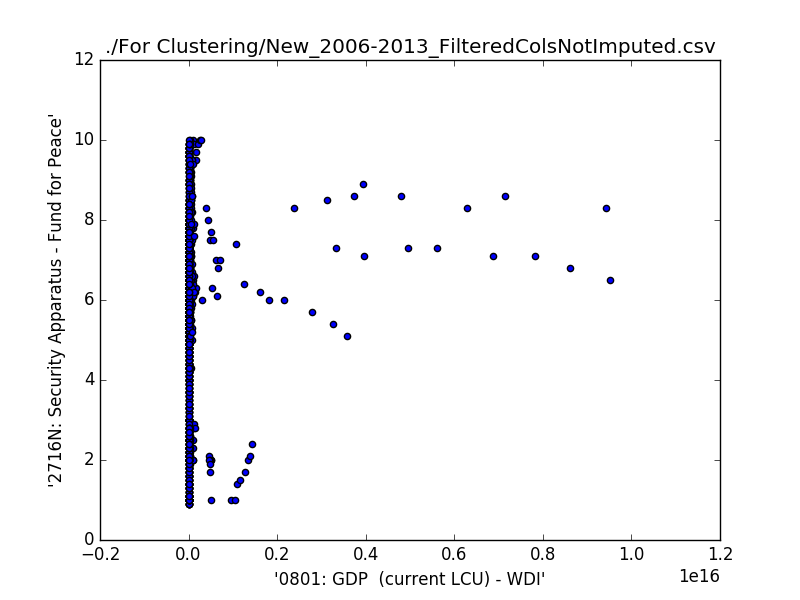 ./For Clustering/New_2006-2013_FilteredColsNotImputed.csv
12
10
8
6
4
2
0
'2716N: Security Apparatus - Fund for Peace'
−0.2 0.0 0.2 0.4 0.6 0.8 1.0 1.2
1e16
'0801: GDP  (current LCU) - WDI'